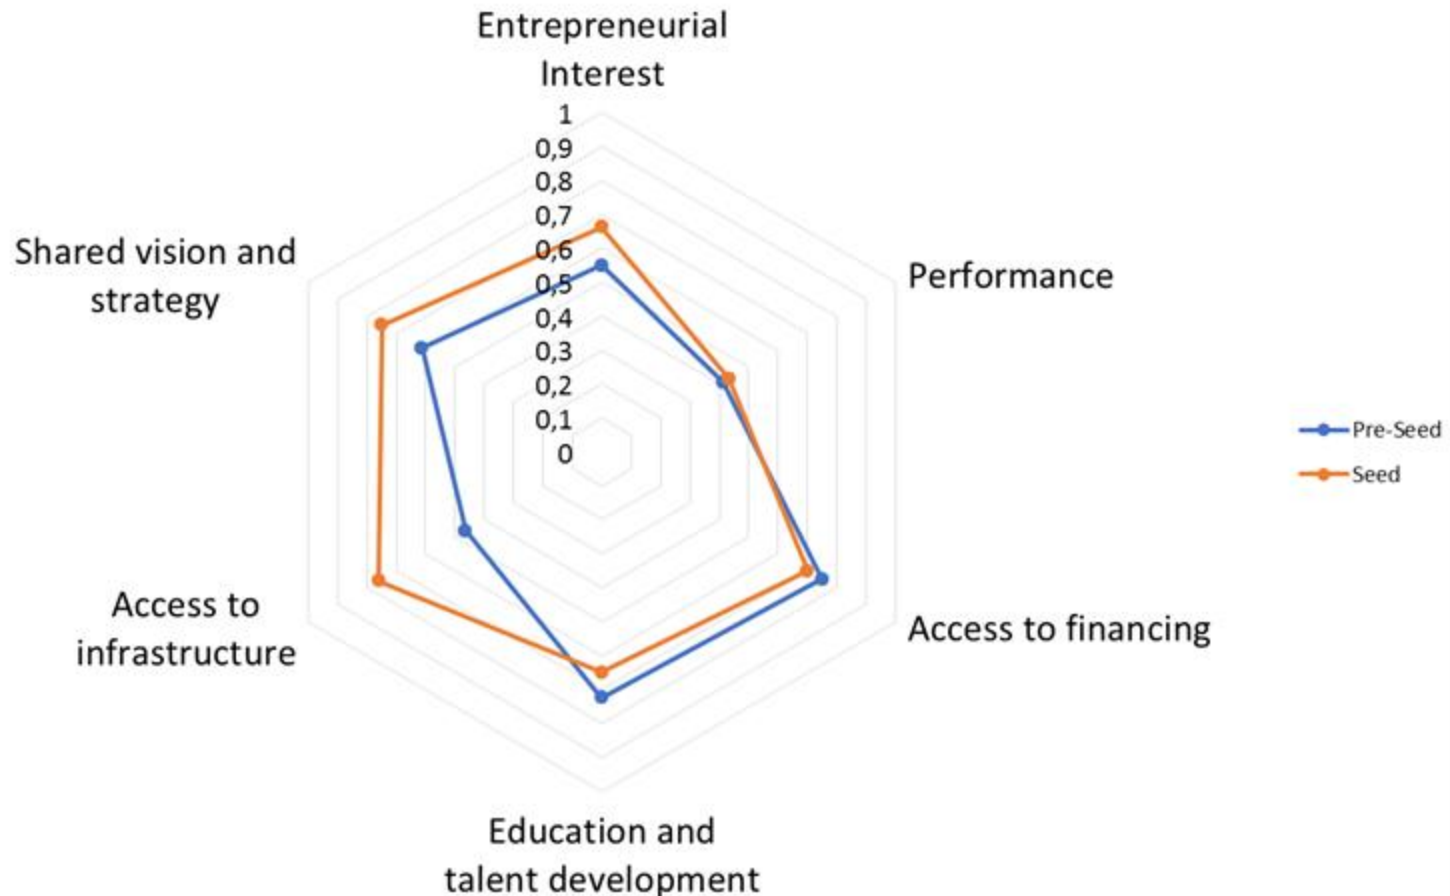 Entrepreneurial
Interest
1
0,9
0,8
0,7
0,6
0,5
0,4
0,3
0,2
0,1
0
Shared vision and
strategy
Performance
Pre-Seed
Seed
Access to
infrastructure
Access to financing
Education and
talent development